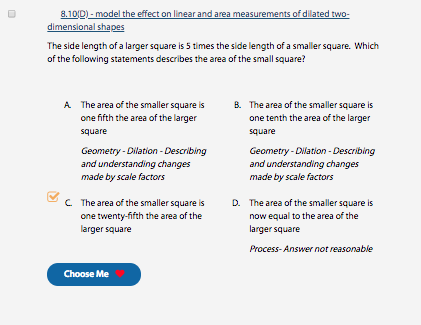 8.10(D) - model the effect on linear and area measurements of dilated two-
dimensional shapes
The side length of a larger square is 5 times the side length of a smaller square. Which
of the following statements describes the area of the small square?
A. The area of the smaller square is
one fifth the area of the larger
square
Geometry - Dilation - Describing
and understanding changes
made by scale factors
B. The area of the smaller square is
one tenth the area of the larger
square
Geometry - Dilation - Describing
and understanding changes
made by scale factors
C. The area of the smaller square is
one twenty-fifth the area of the
larger square
D. The area of the smaller square is
now equal to the area of the
larger square
Process- Answer not reasonable
Choose Me